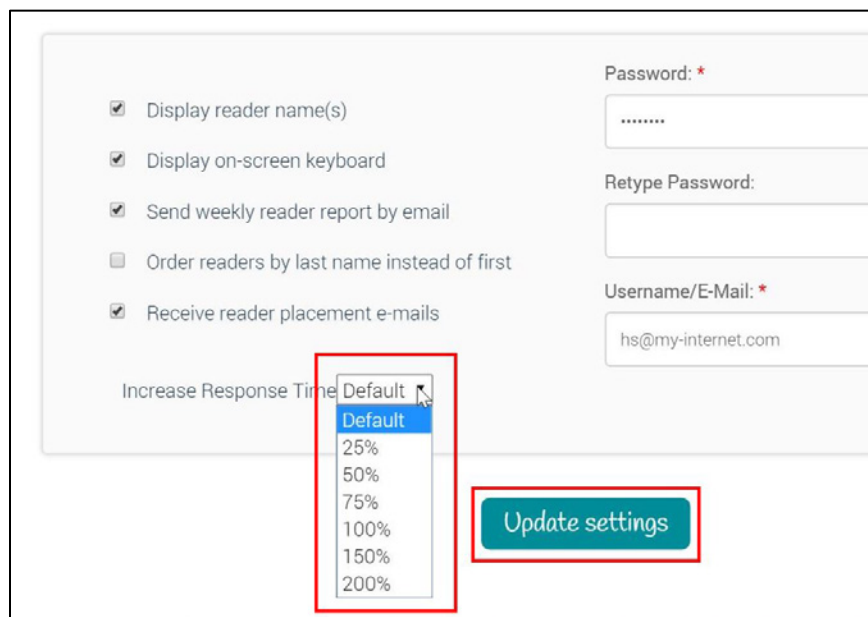 Display reader name(s)
Display on-screen keyboard
Send weekly reader report by email
Order readers by last name instead of first
Receive reader placement e-mails
Increase Response Time Default
Default
25%
50%
75%
100%
150%
200%
Password: *
••••••••
Retype Password:
Username/E-Mail: *
hs@my-internet.com
Update settings